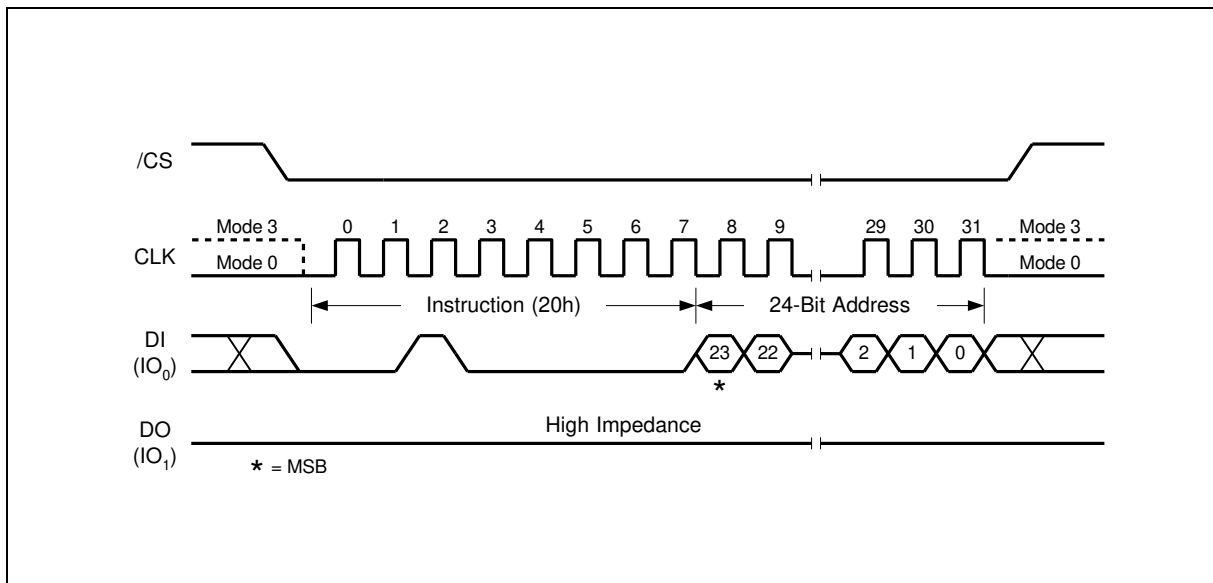 /CS
Mode 3 0 1 2 3 4 5 6 7 8 9 29 30 31 Mode 3
CLK Mode 0 Mode 0
Instruction (20h) 24-Bit Address
DI 23 22 2 1 0
(IO0)
*
High Impedance
DO
(IO1)
* = MSB